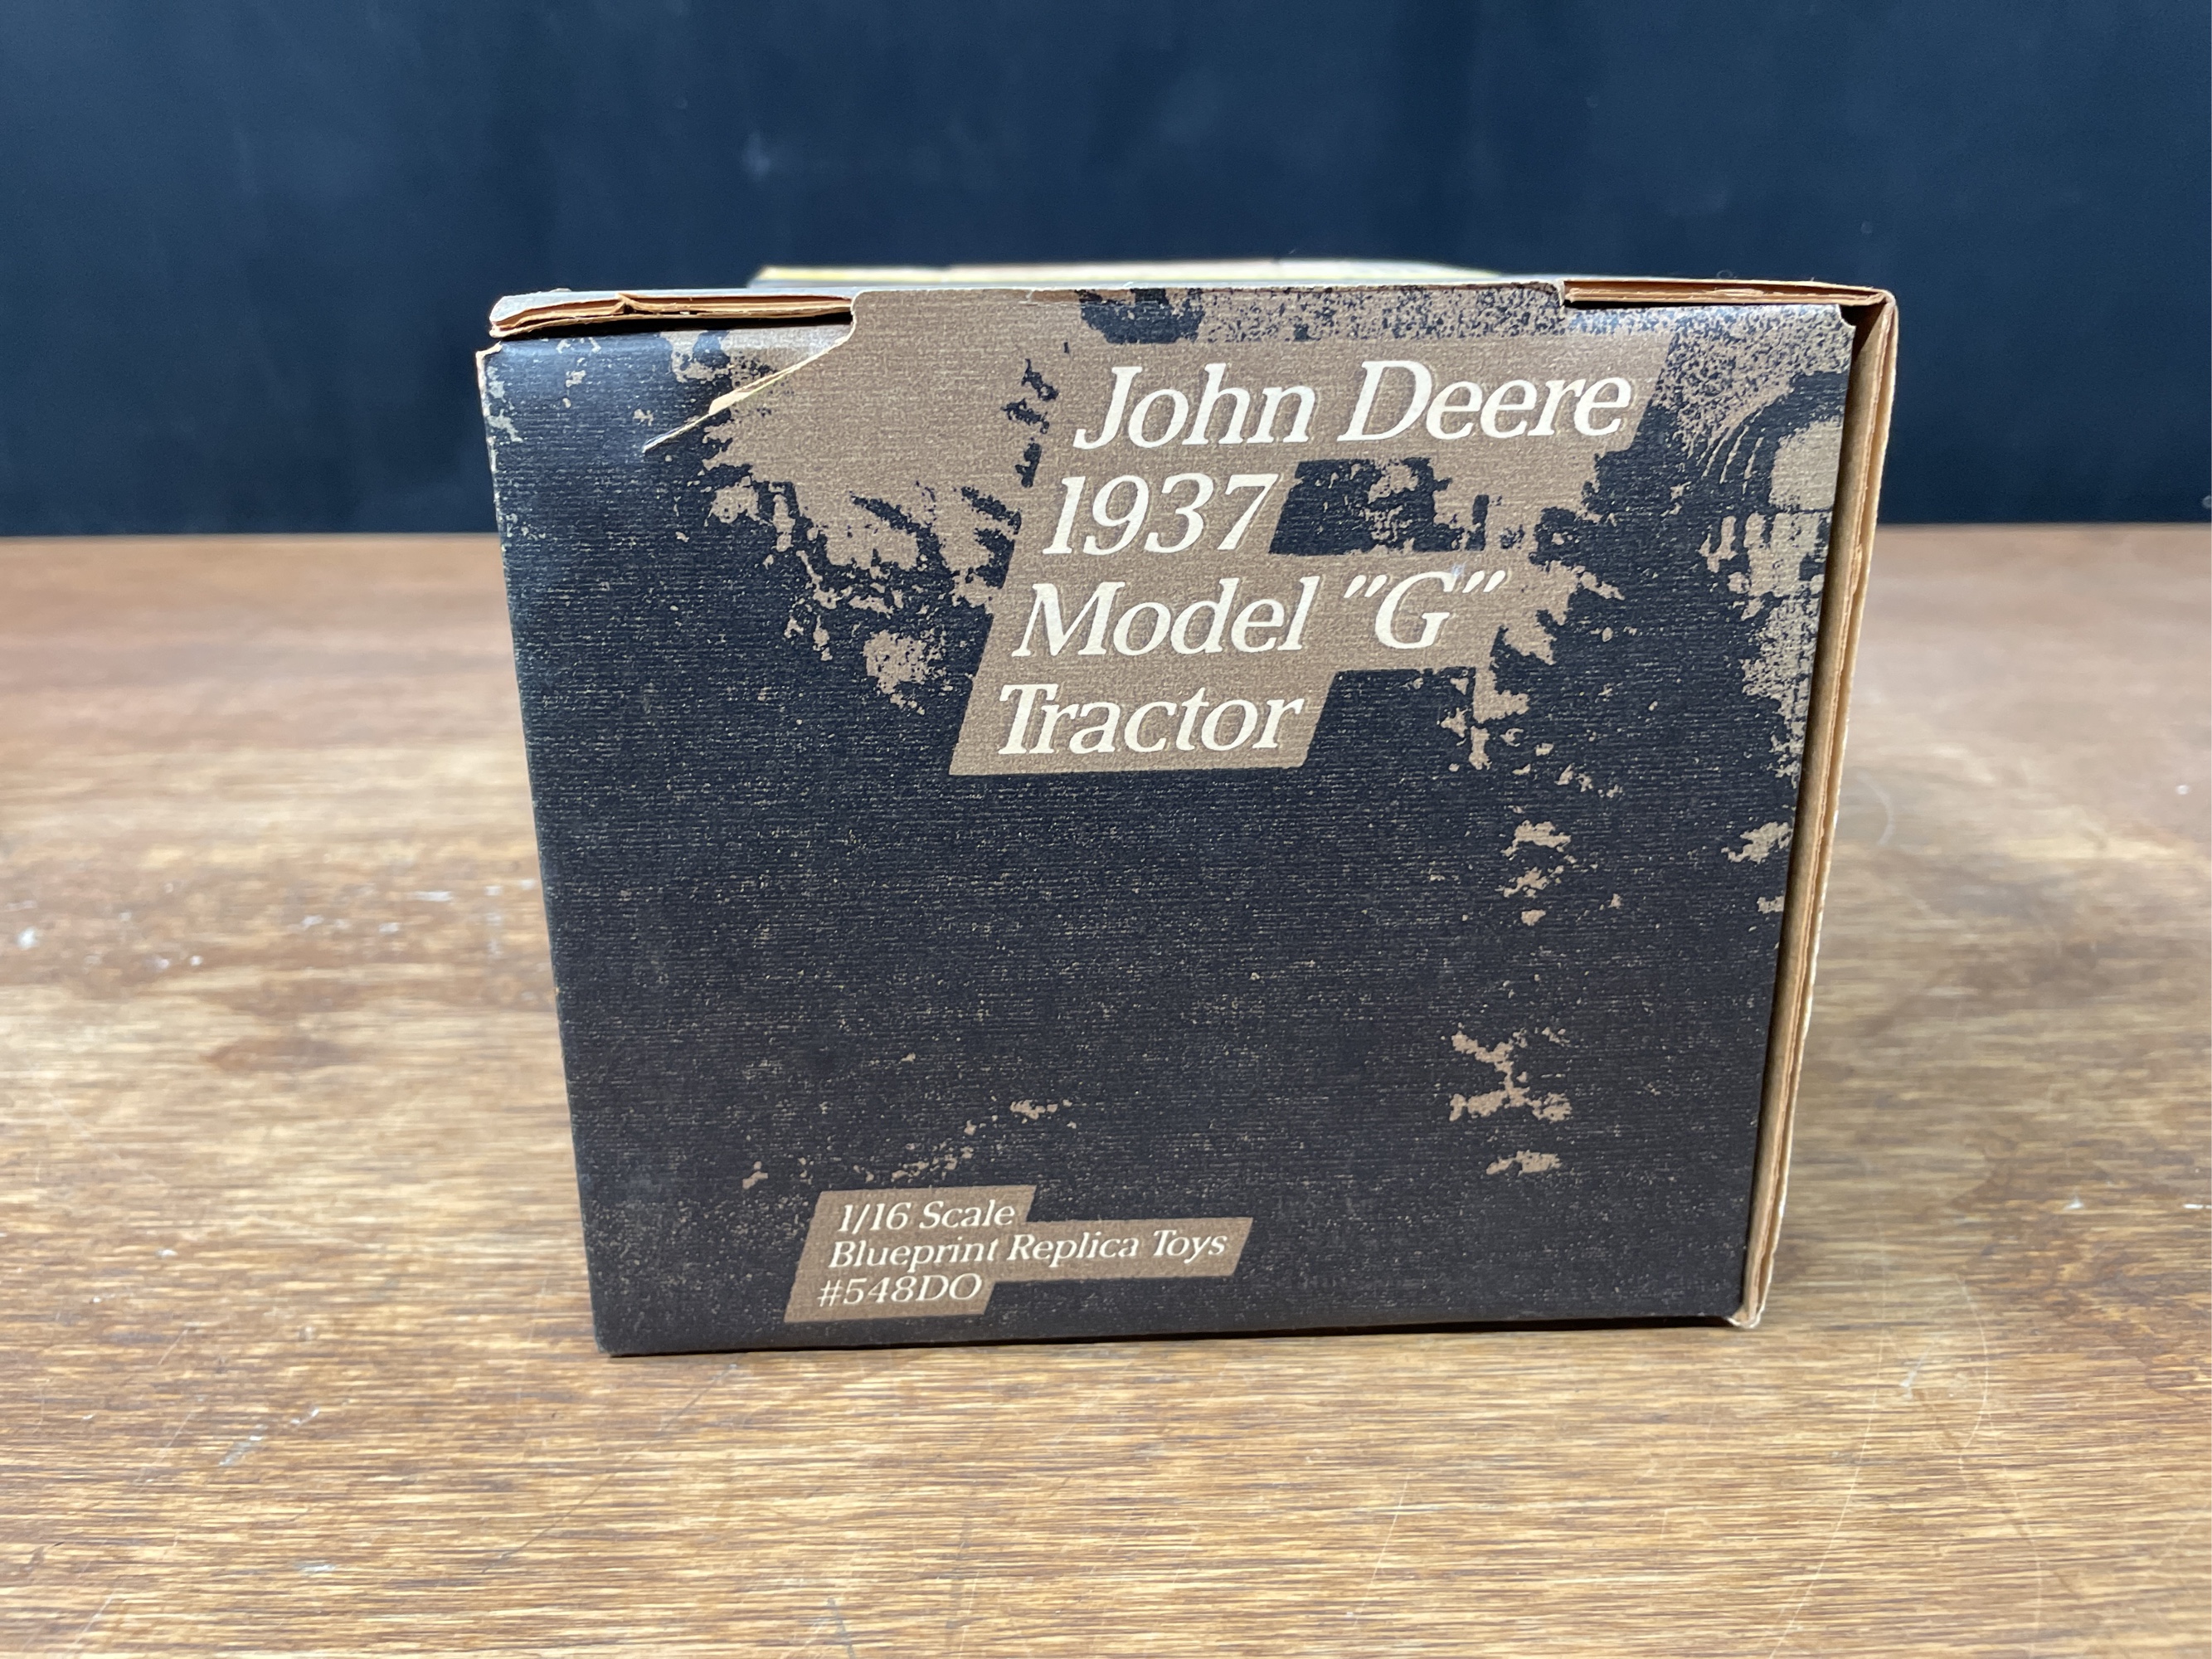 John Deere
1937
Model "G"
Tractor
1/16 Scale
Blueprint Replica Toys
#548DO